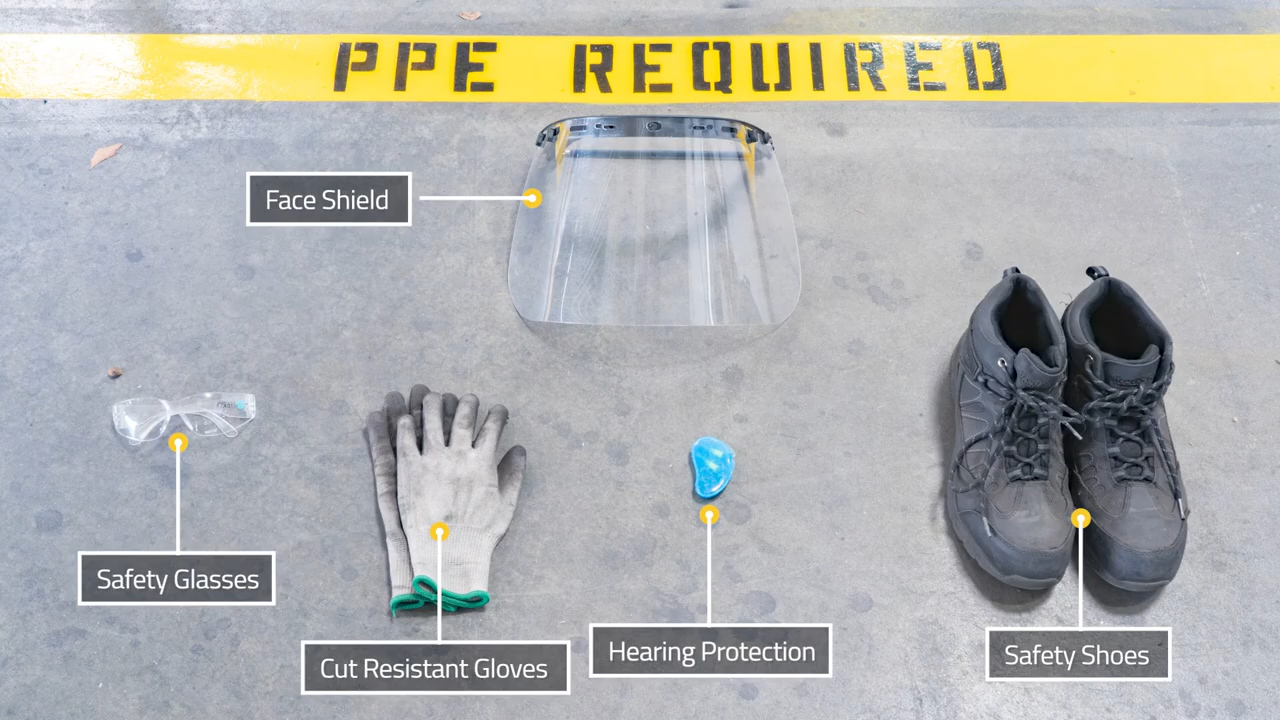 PPE REQUIRED
Face Shield
Safety Glasses
Cut Resistant Gloves
Hearing Protection
Safety Shoes